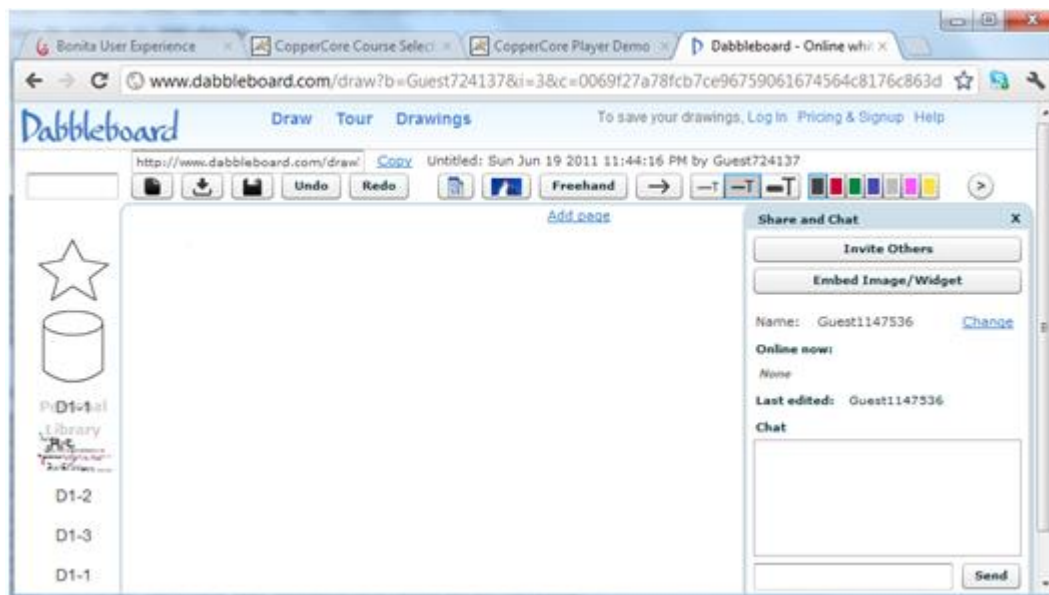 Bonita User Experience
CopperCore Course Select
CopperCore Player Demo
Dabbleboard - Online whit
www.dabbleboard.com/draw?b=Guest724137&i=3&c=0069f27a78fcb7ce96759061674564c8176c863d
Dabbleboard
Draw Tour Drawings
To save your drawings, Log In Pricing & Signup Help
http://www.dabbleboard.com/draw Copy Untitled: Sun Jun 19 2011 11:44:16 PM by Guest724137
Undo Redo Freehand T T T >
Add page
Share and Chat x
Invite Others
Embed Image/Widget
Name: Guest1147536 Change
Online now:
None
Last edited: Guest1147536
Chat
Send
D1-1
Library
D1-2
D1-3
D1-1